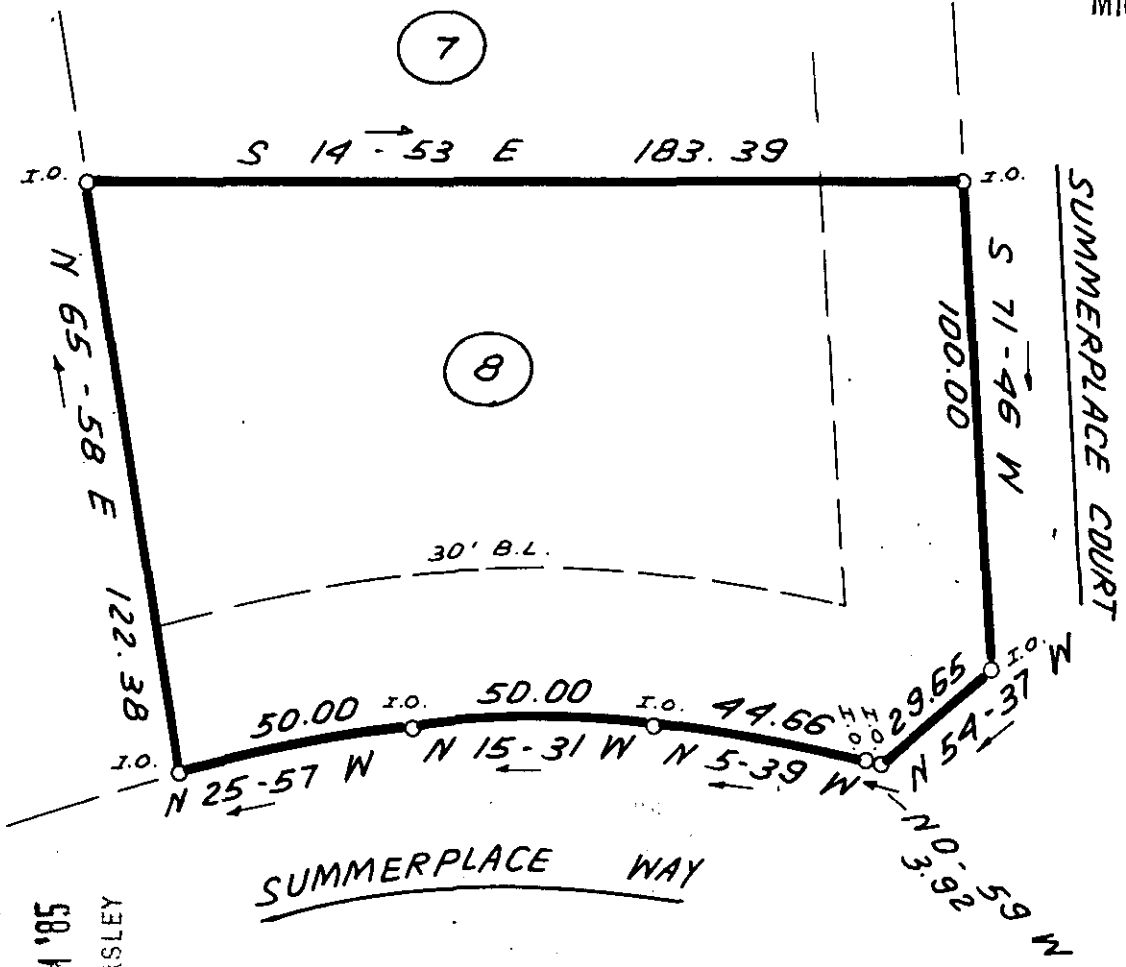 7
S 14-53 E 183.39
I.O.
I.O.
SUMMERPLACE COURT
S 71-46 W
100.00
N 65-58 E 122.38
8
30' B.L.
I.O.
N 54-37 W
29.65
50.00
I.O.
50.00
I.O.
44.66
I.O.
I.O.
I.O.
N 25-57 W
N 15-31 W
N 5-39 W
N 0-59 W
3.92
SUMMERPLACE WAY
'85